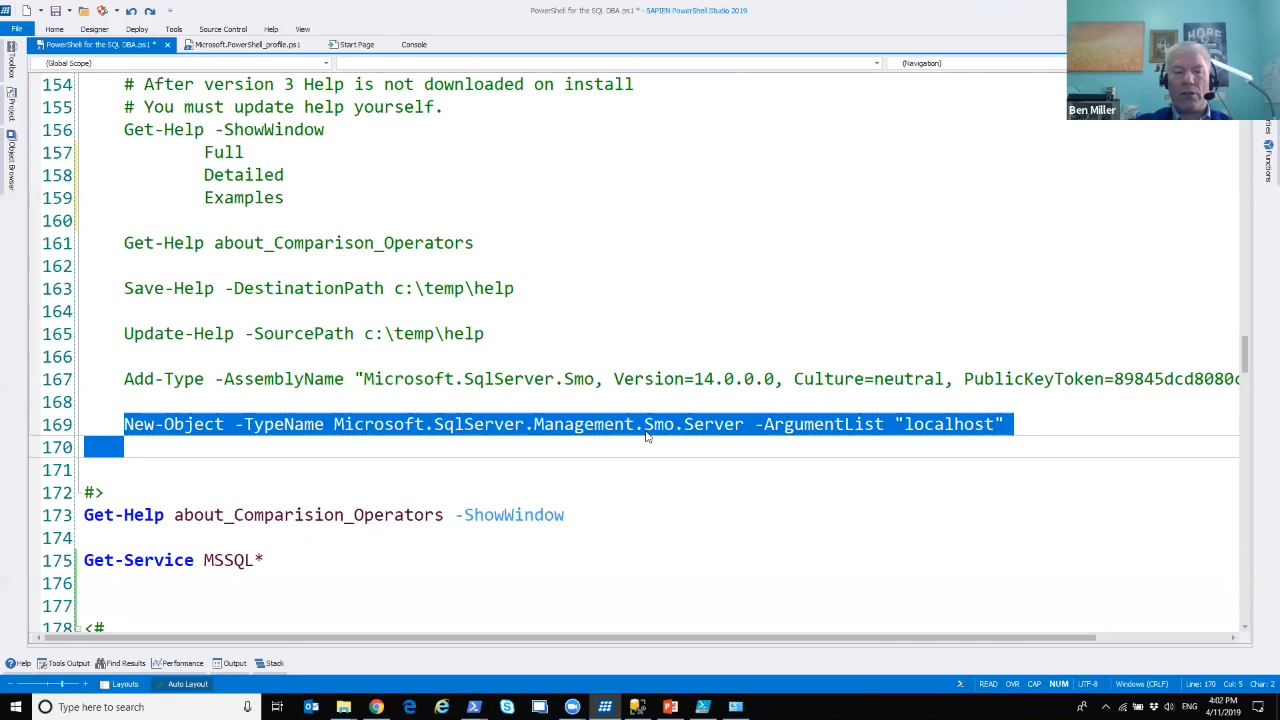 PowerShell for the SQL DBA.ps1 * - SAPIEN PowerShell Studio 2019
File Home Designer Deploy Tools Source Control Help View
PowerShell for the SQL DBA.ps1 * Microsoft.PowerShell_profile.ps1 Start Page Console
(Global Scope) (Navigation)
HOPE
Ben Miller
Toolbox
Project
Object Browser
Functions
154 # After version 3 Help is not downloaded on install
155 # You must update help yourself.
156 Get-Help -ShowWindow
157 Full
158 Detailed
159 Examples
160
161 Get-Help about_Comparison_Operators
162
163 Save-Help -DestinationPath c:\temp\help
164
165 Update-Help -SourcePath c:\temp\help
166
167 Add-Type -AssemblyName "Microsoft.SqlServer.Smo, Version=14.0.0.0, Culture=neutral, PublicKeyToken=89845dcd8080c
168
169 New-Object -TypeName Microsoft.SqlServer.Management.Smo.Server -ArgumentList "localhost"
170
171
172 #>
173 Get-Help about_Comparision_Operators -ShowWindow
174
175 Get-Service MSSQL*
176
177
178 <#
Help Tools Output Find Results Performance Output Stack
Layouts Auto Layout READ OVR CAP NUM UTF-8 Windows (CRLF) Line: 170 Col: 5 Char: 2
Type here to search ENG 4:02 PM
4/11/2019